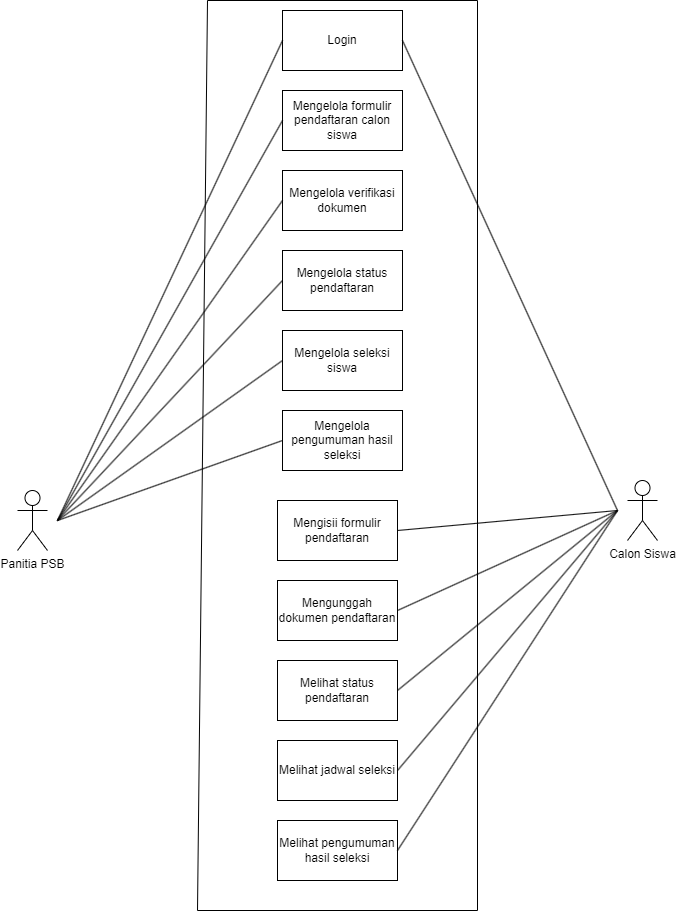 Login
Mengelola formulir
pendaftaran calon
siswa
Mengelola verifikasi
dokumen
Mengelola status
pendaftaran
Mengelola seleksi
siswa
Mengelola
pengumuman hasil
seleksi
Panitia PSB
Mengisii formulir
pendaftaran
Calon Siswa
Mengunggah
dokumen pendaftaran
Melihat status
pendaftaran
Melihat jadwal seleksi
Melihat pengumuman
hasil seleksi